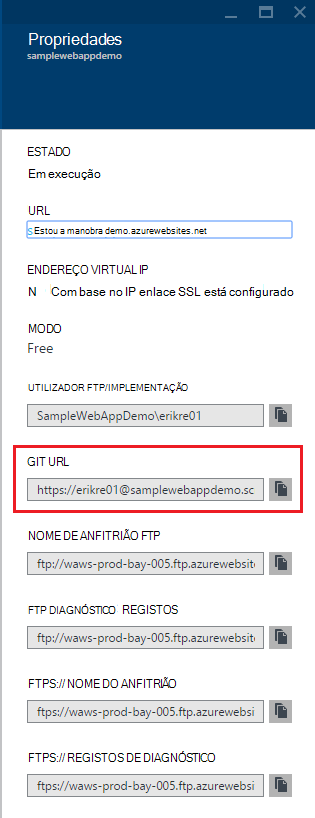 Propriedades
samplewebappdemo
ESTADO
Em execução
URL
s Estou a manobra demo.azurewebsites.net
ENDEREÇO VIRTUAL IP
N Com base no IP enlace SSL está configurado
MODO
Free
UTILIZADOR FTP/IMPLEMENTAÇÃO
SampleWebAppDemo\erikre01
GIT URL
https://erikre01@samplewebappdemo.sc
NOME DE ANFITRIÃO FTP
ftp://waws-prod-bay-005.ftp.azurewebsite
FTP DIAGNÓSTICO REGISTOS
ftp://waws-prod-bay-005.ftp.azurewebsite
FTPS:// NOME DO ANFITRIÃO
ftps://waws-prod-bay-005.ftp.azurewebsi
FTPS:// REGISTOS DE DIAGNÓSTICO
ftps://waws-prod-bay-005.ftp.azurewebsi